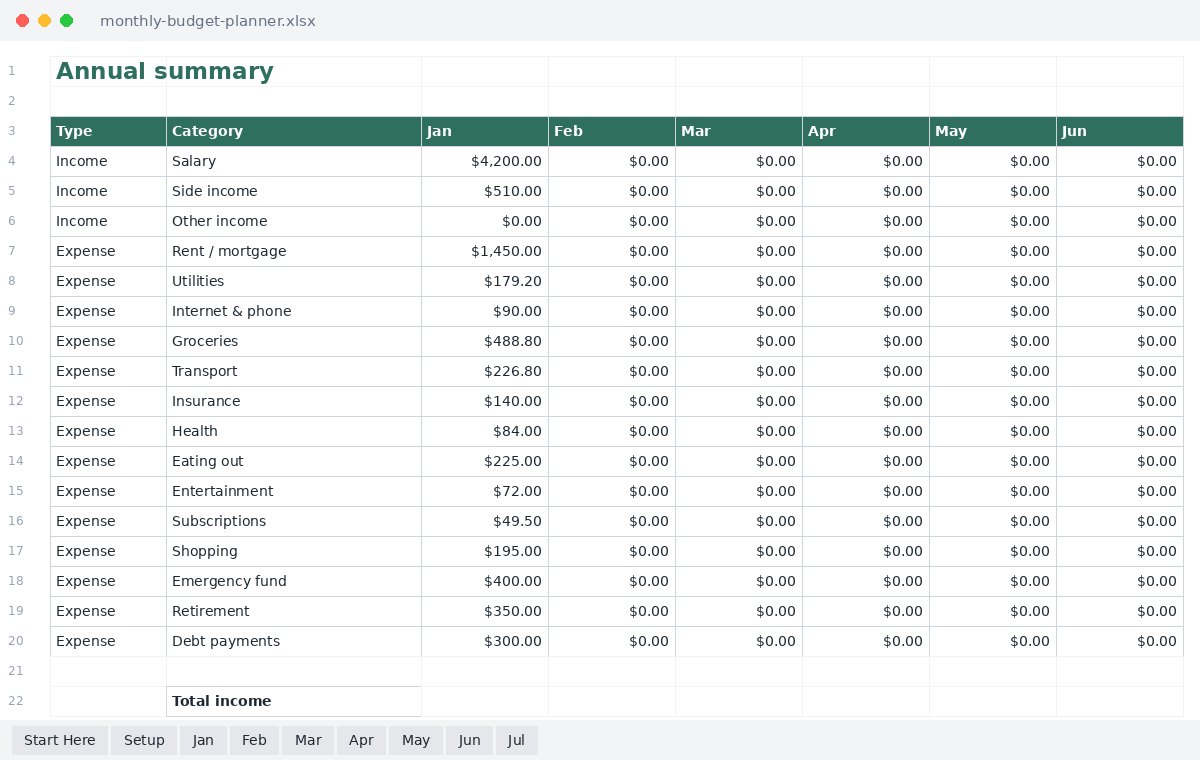 monthly-budget-planner.xlsx
1 Annual summary
2
3 Type Category Jan Feb Mar Apr May Jun
4 Income Salary $4,200.00 $0.00 $0.00 $0.00 $0.00 $0.00
5 Income Side income $510.00 $0.00 $0.00 $0.00 $0.00 $0.00
6 Income Other income $0.00 $0.00 $0.00 $0.00 $0.00 $0.00
7 Expense Rent / mortgage $1,450.00 $0.00 $0.00 $0.00 $0.00 $0.00
8 Expense Utilities $179.20 $0.00 $0.00 $0.00 $0.00 $0.00
9 Expense Internet & phone $90.00 $0.00 $0.00 $0.00 $0.00 $0.00
10 Expense Groceries $488.80 $0.00 $0.00 $0.00 $0.00 $0.00
11 Expense Transport $226.80 $0.00 $0.00 $0.00 $0.00 $0.00
12 Expense Insurance $140.00 $0.00 $0.00 $0.00 $0.00 $0.00
13 Expense Health $84.00 $0.00 $0.00 $0.00 $0.00 $0.00
14 Expense Eating out $225.00 $0.00 $0.00 $0.00 $0.00 $0.00
15 Expense Entertainment $72.00 $0.00 $0.00 $0.00 $0.00 $0.00
16 Expense Subscriptions $49.50 $0.00 $0.00 $0.00 $0.00 $0.00
17 Expense Shopping $195.00 $0.00 $0.00 $0.00 $0.00 $0.00
18 Expense Emergency fund $400.00 $0.00 $0.00 $0.00 $0.00 $0.00
19 Expense Retirement $350.00 $0.00 $0.00 $0.00 $0.00 $0.00
20 Expense Debt payments $300.00 $0.00 $0.00 $0.00 $0.00 $0.00
21
22 Total income
Start Here Setup Jan Feb Mar Apr May Jun Jul